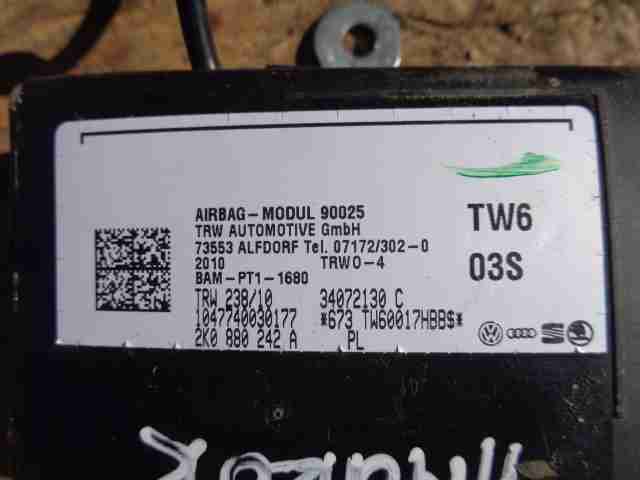 AIRBAG-MODUL 90025
TRW AUTOMOTIVE GmbH
73553 ALFDORF Tel. 07172/302-0
2010 TRWO-4
BAM-PT1-1680
TRW 238/10 34072130 C
1047740030177 *673 TW60017HBB$*
2K0 880 242 A PL
TW6
03S